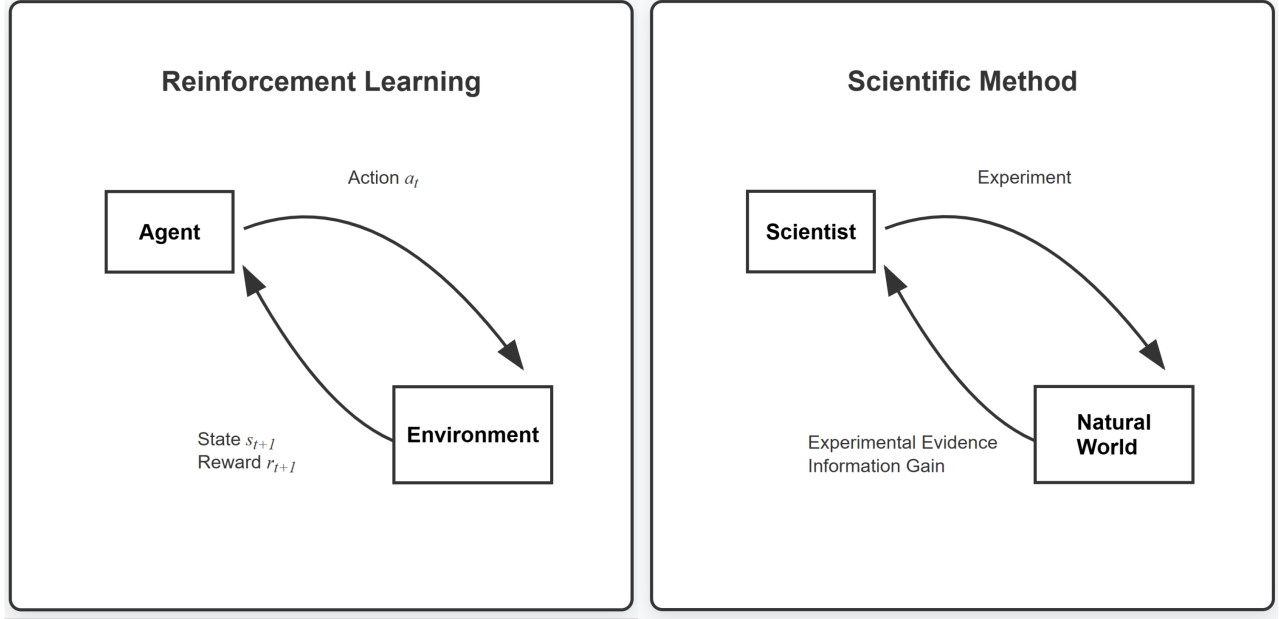 Reinforcement Learning
Action a_t
Agent
Environment
State s_{t+1}
Reward r_{t+1}
Scientific Method
Experiment
Scientist
Natural
World
Experimental Evidence
Information Gain